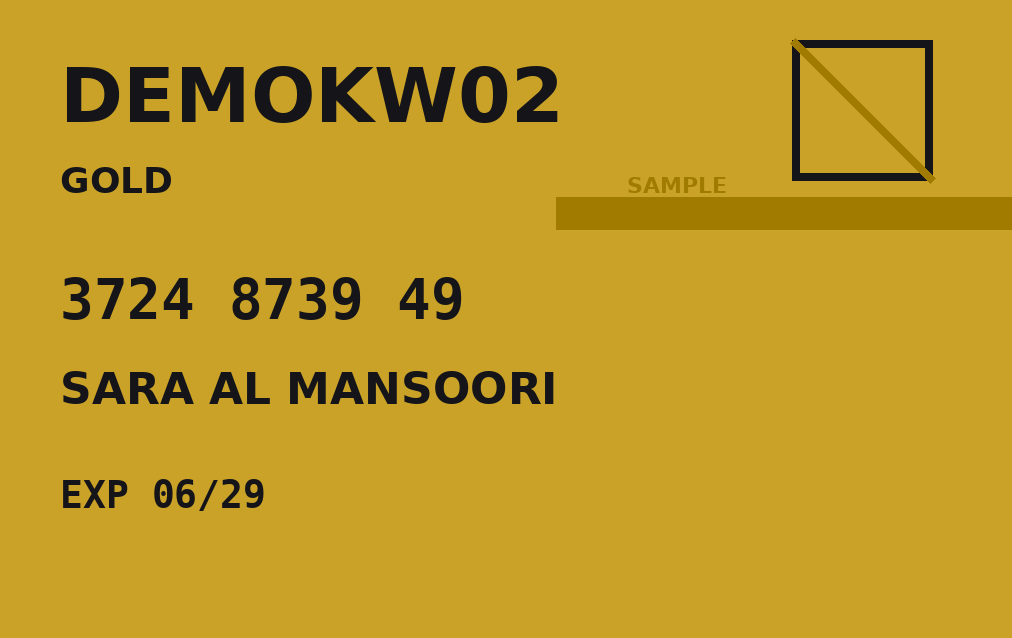 DEMOKW02
GOLD
SAMPLE
3724 8739 49
SARA AL MANSOORI
EXP 06/29